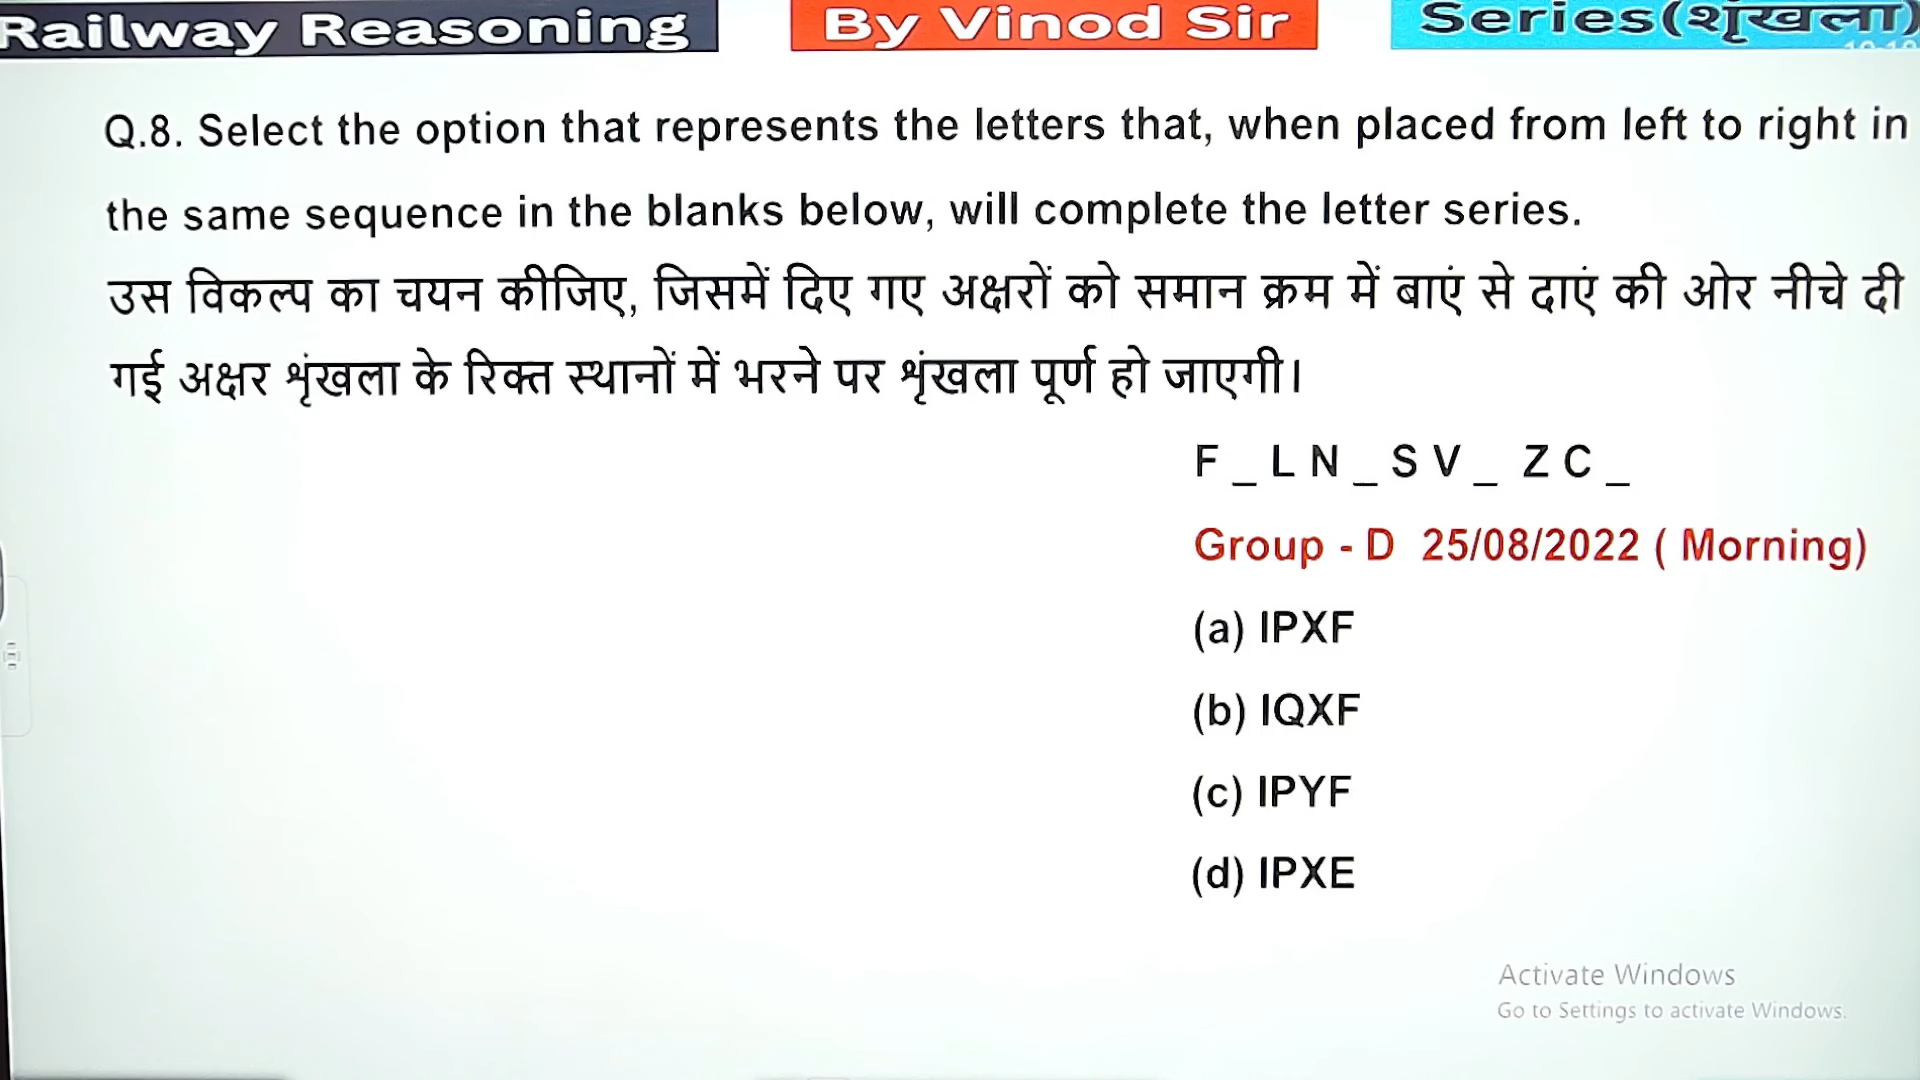 Railway Reasoning
By Vinod Sir
Series(शृंखला)
Q.8. Select the option that represents the letters that, when placed from left to right in
the same sequence in the blanks below, will complete the letter series.
उस विकल्प का चयन कीजिए, जिसमें दिए गए अक्षरों को समान क्रम में बाएं से दाएं की ओर नीचे दी
गई अक्षर शृंखला के रिक्त स्थानों में भरने पर शृंखला पूर्ण हो जाएगी।
F _ L N _ S V _ Z C _
Group - D 25/08/2022 ( Morning)
(a) IPXF
(b) IQXF
(c) IPYF
(d) IPXE
Activate Windows
Go to Settings to activate Windows.